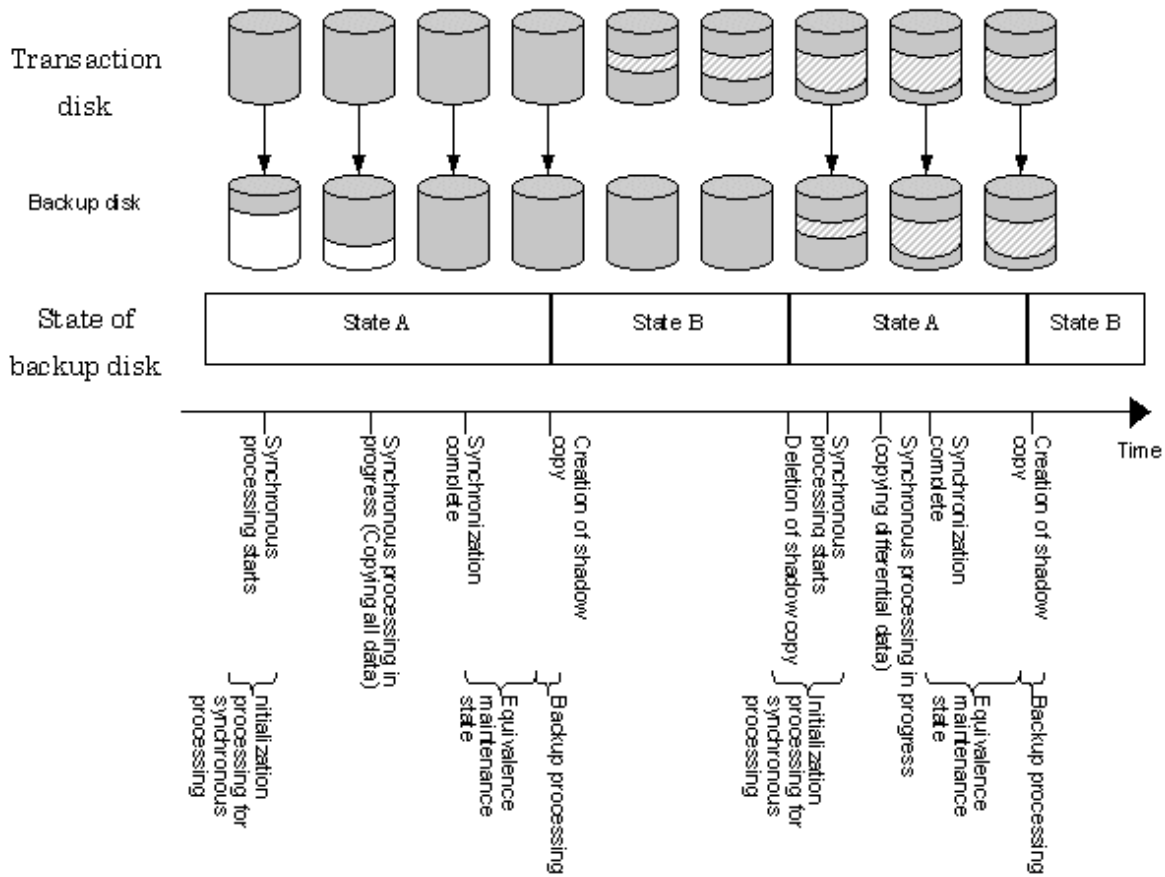 Transaction
disk
Backup disk
State of
backup disk
State A
State B
State A
State B
Time
Synchronous
processing starts
Synchronous processing in
progress (Copying all data)
Synchronization
complete
Creation of shadow
copy
Deletion of shadow copy
Synchronous
processing starts
Synchronous processing in progress
(copying differential data)
Synchronization
complete
Creation of shadow
copy
nitialization
processing for
synchronous
processing
Equivalence
maintenance
state
Backup processing
Initialization
processing for
synchronous
processing
Equivalence
maintenance
state
Backup processing